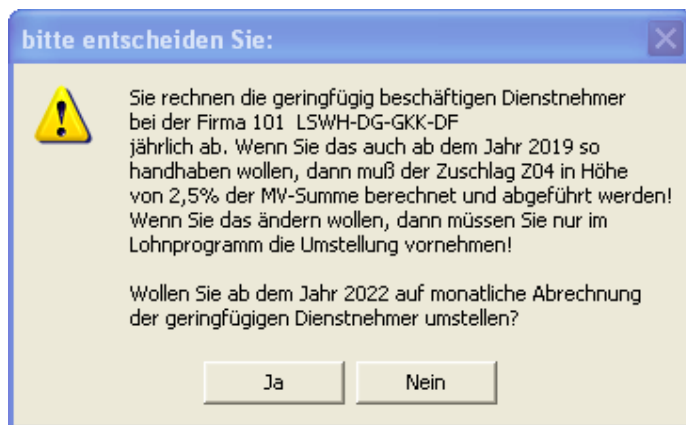 bitte entscheiden Sie:
Sie rechnen die geringfügig beschäftigen Dienstnehmer
bei der Firma 101 LSWH-DG-GKK-DF
jährlich ab. Wenn Sie das auch ab dem Jahr 2019 so
handhaben wollen, dann muß der Zuschlag Z04 in Höhe
von 2,5% der MV-Summe berechnet und abgeführt werden!
Wenn Sie das ändern wollen, dann müssen Sie nur im
Lohnprogramm die Umstellung vornehmen!
Wollen Sie ab dem Jahr 2022 auf monatliche Abrechnung
der geringfügigen Dienstnehmer umstellen?
Ja
Nein